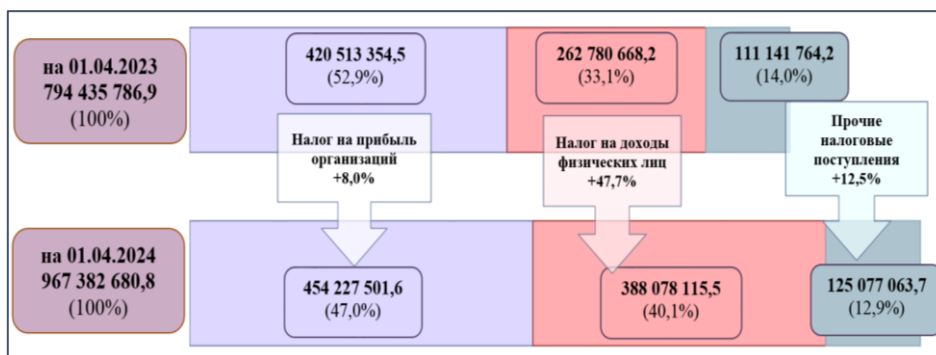 на 01.04.2023
794 435 786,9
(100%)
420 513 354,5
(52,9%)
262 780 668,2
(33,1%)
111 141 764,2
(14,0%)
Налог на прибыль
организаций
+8,0%
Налог на доходы
физических лиц
+47,7%
Прочие
налоговые
поступления
+12,5%
на 01.04.2024
967 382 680,8
(100%)
454 227 501,6
(47,0%)
388 078 115,5
(40,1%)
125 077 063,7
(12,9%)